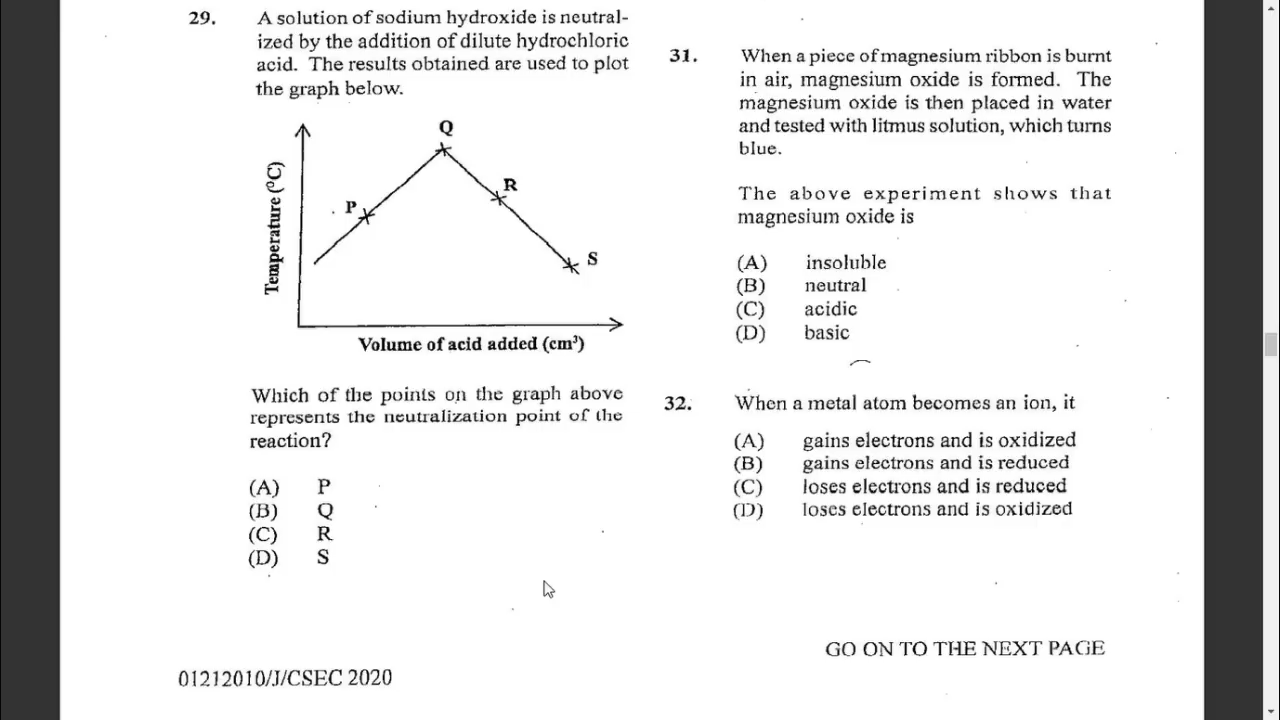 29. A solution of sodium hydroxide is neutral-
ized by the addition of dilute hydrochloric
acid. The results obtained are used to plot
the graph below.
Q
R
P
S
Temperature (⁰C)
Volume of acid added (cm³)
Which of the points on the graph above
represents the neutralization point of the
reaction?
(A) P
(B) Q
(C) R
(D) S
01212010/J/CSEC 2020
31. When a piece of magnesium ribbon is burnt
in air, magnesium oxide is formed. The
magnesium oxide is then placed in water
and tested with litmus solution, which turns
blue.
The above experiment shows that
magnesium oxide is
(A) insoluble
(B) neutral
(C) acidic
(D) basic
32. When a metal atom becomes an ion, it
(A) gains electrons and is oxidized
(B) gains electrons and is reduced
(C) loses electrons and is reduced
(D) loses electrons and is oxidized
GO ON TO THE NEXT PAGE